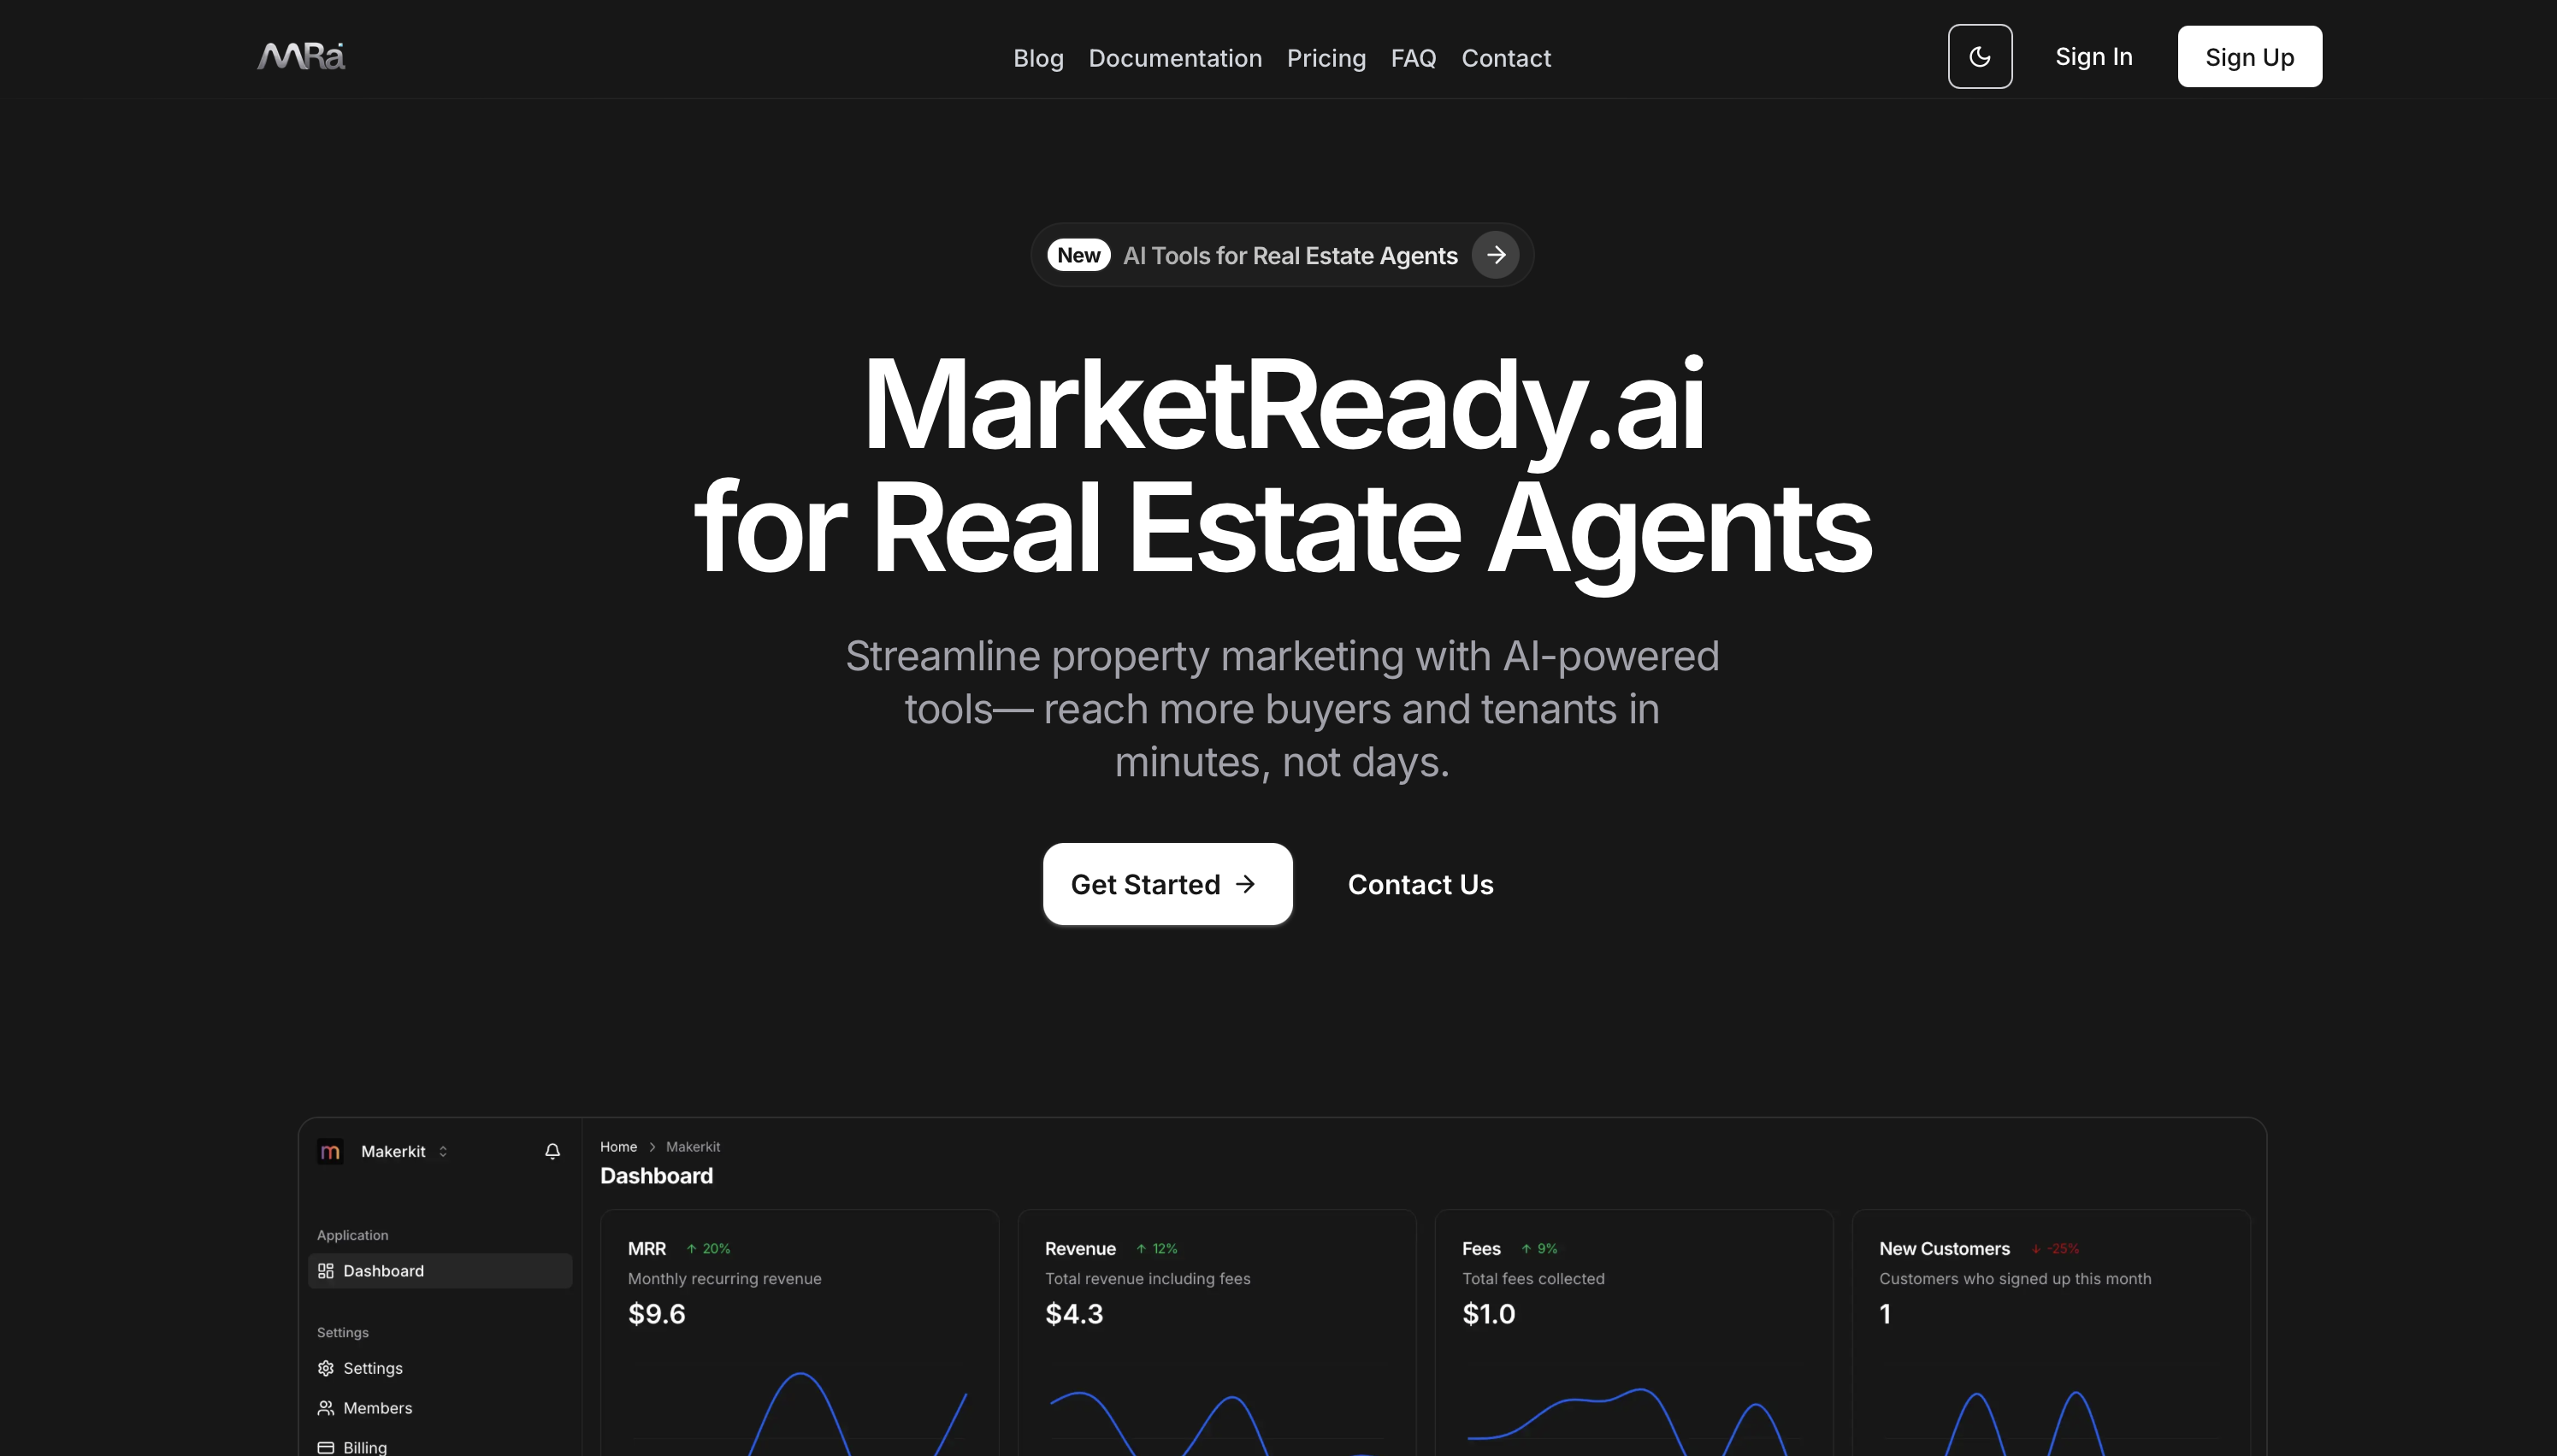 MRai
Blog Documentation Pricing FAQ Contact
Sign In
Sign Up
New AI Tools for Real Estate Agents
MarketReady.ai
for Real Estate Agents
Streamline property marketing with AI-powered
tools— reach more buyers and tenants in
minutes, not days.
Get Started
Contact Us
m Makerkit
Application
Dashboard
Settings
Settings
Members
Billing
Home > Makerkit
Dashboard
MRR ↑ 20%
Monthly recurring revenue
$9.6
Revenue ↑ 12%
Total revenue including fees
$4.3
Fees ↑ 9%
Total fees collected
$1.0
New Customers ↓ -25%
Customers who signed up this month
1